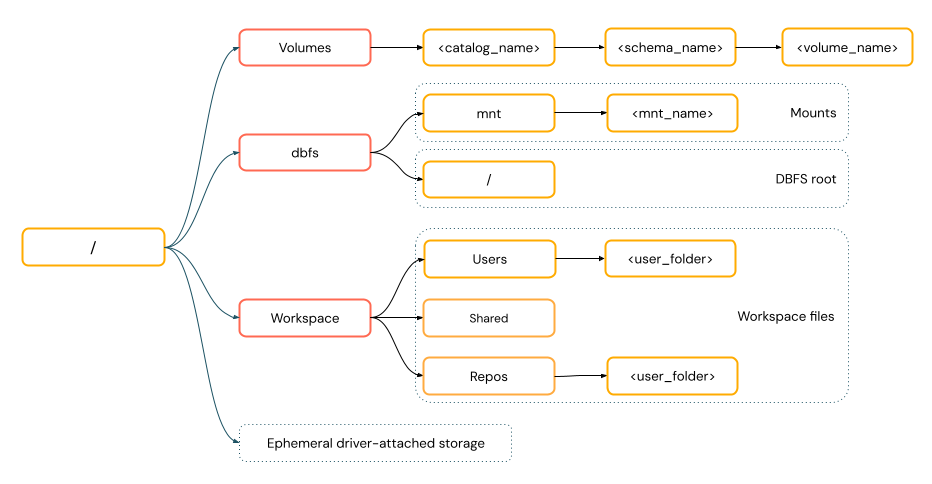 Volumes
<catalog_name>
<schema_name>
<volume_name>
mnt
<mnt_name>
Mounts
dbfs
/
DBFS root
/
Users
<user_folder>
Workspace
Shared
Workspace files
Repos
<user_folder>
Ephemeral driver-attached storage